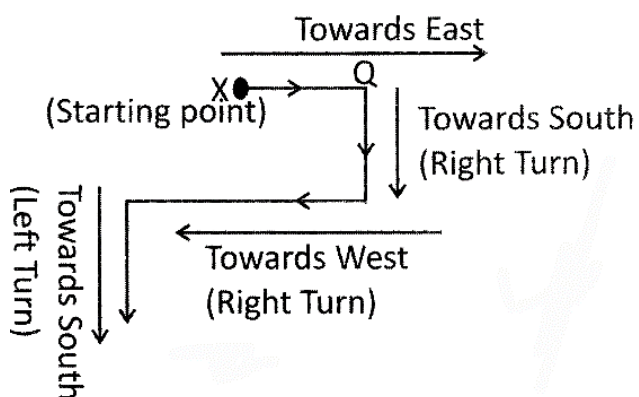 Towards East
X
Q
(Starting point)
Towards South
(Right Turn)
Towards West
(Right Turn)
Towards South
(Left Turn)